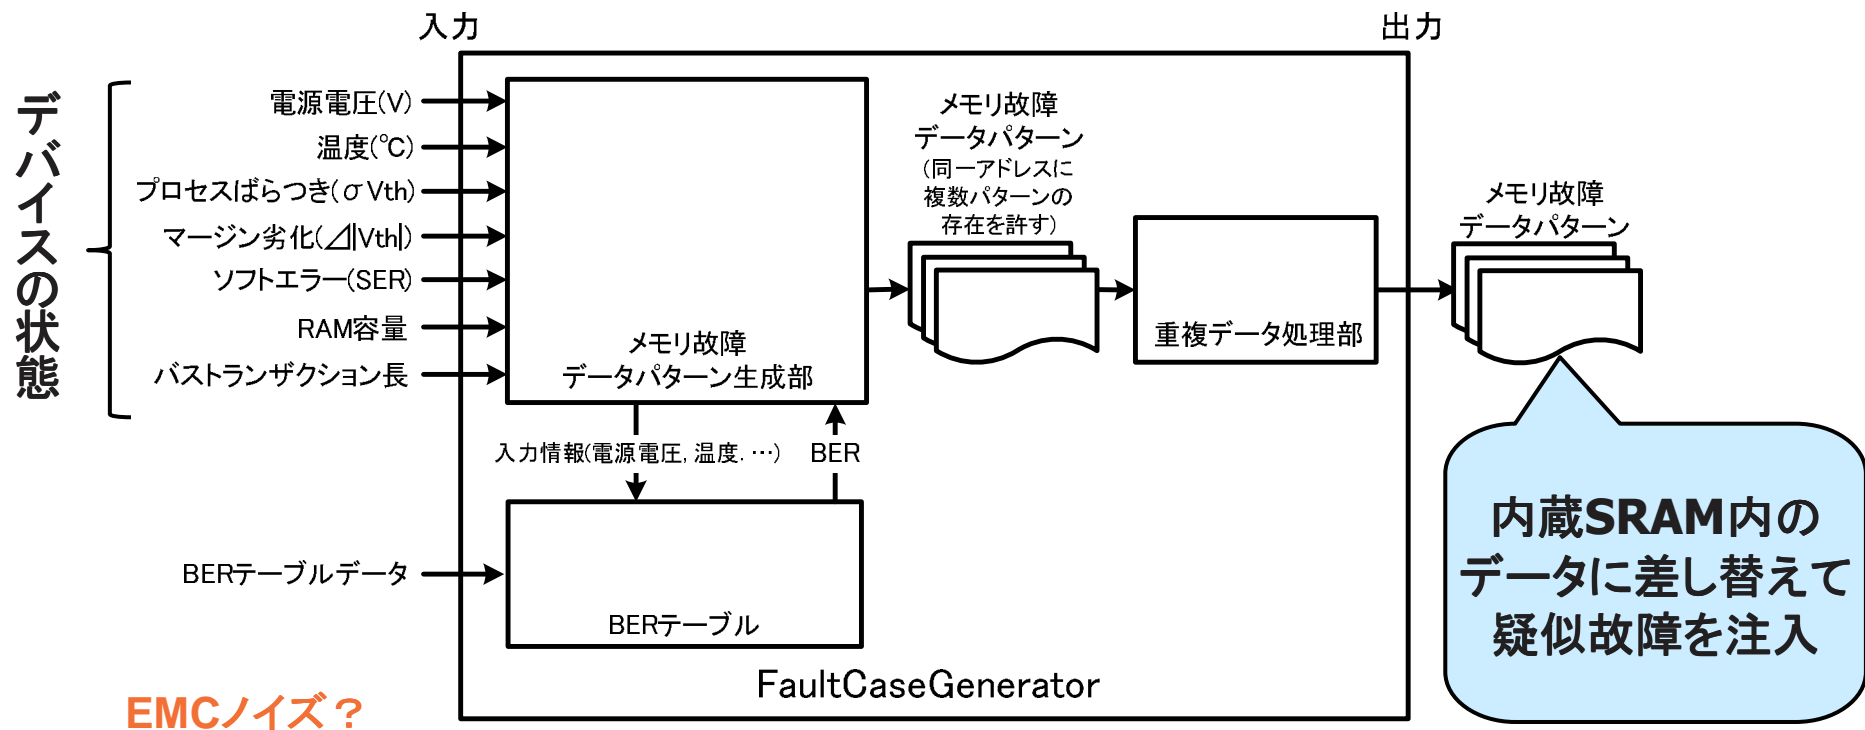 入力
出力
デバイスの状態
電源電圧(V)
温度(℃)
プロセスばらつき(σVth)
マージン劣化(⊿|Vth|)
ソフトエラー(SER)
RAM容量
バストランザクション長
メモリ故障
データパターン生成部
メモリ故障
データパターン
(同一アドレスに
複数パターンの
存在を許す)
重複データ処理部
メモリ故障
データパターン
入力情報(電源電圧, 温度. …)
BER
BERテーブルデータ
BERテーブル
FaultCaseGenerator
内蔵SRAM内の
データに差し替えて
疑似故障を注入
EMCノイズ？